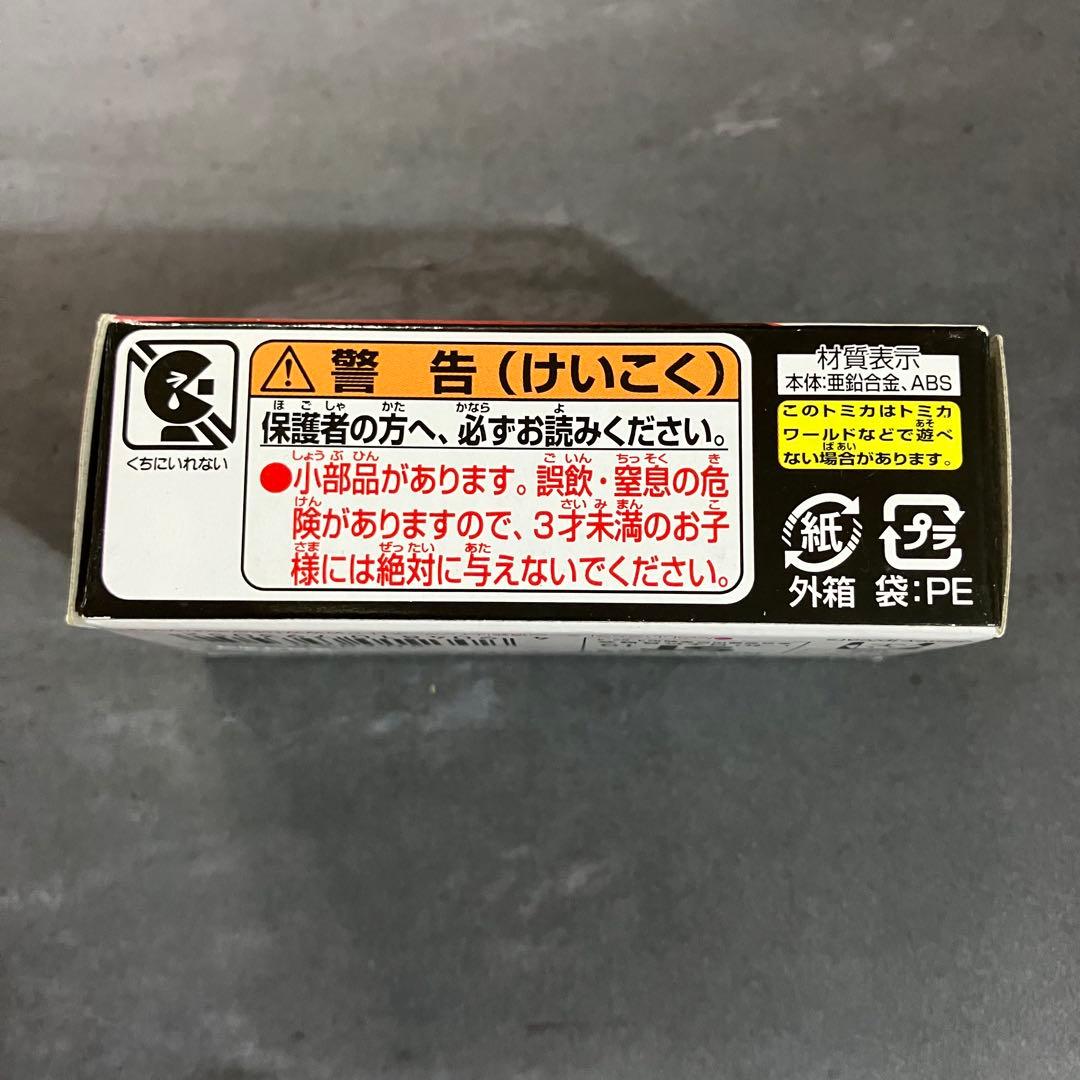 くちにいれない
警告(けいこく)
保護者の方へ、必ずお読みください。
●小部品があります。誤飲・窒息の危
険がありますので、3才未満のお子
様には絶対に与えないでください。
材質表示
本体:亜鉛合金、ABS
このトミカはトミカ
ワールドなどで遊べ
ない場合があります。
紙
外箱
プラ
袋:PE